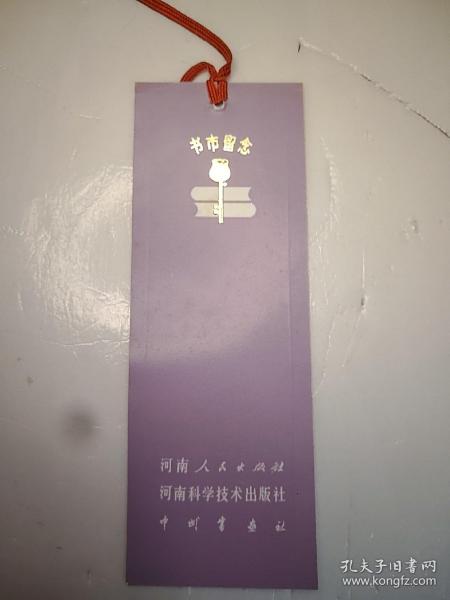 书市留念
河南人民出版社
河南科学技术出版社
中州书画社
孔夫子旧书网
www.kongfz.com